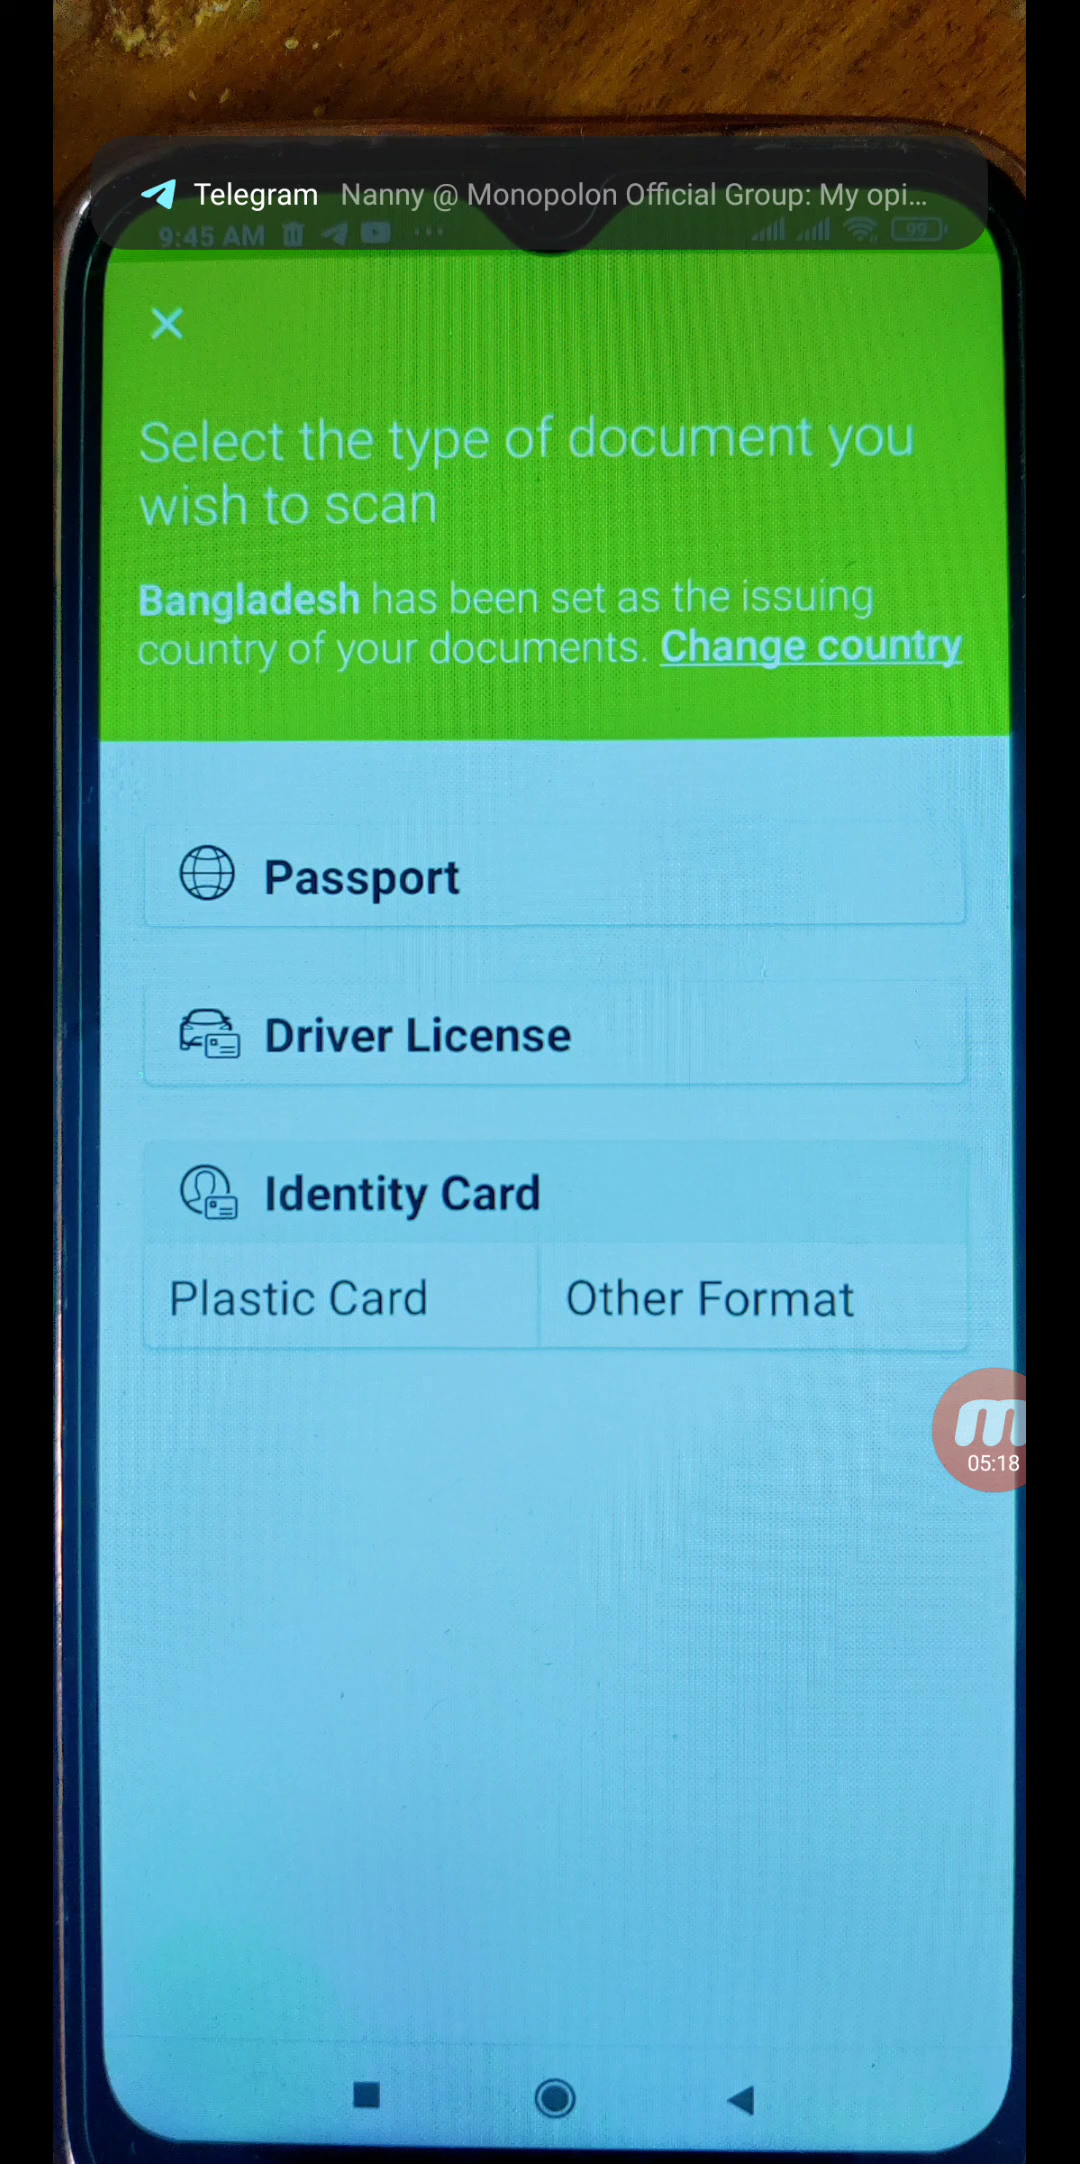 Telegram Nanny @ Monopolon Official Group: My opi...
9:45 AM ... 99
Select the type of document you
wish to scan
Bangladesh has been set as the issuing
country of your documents. Change country
Passport
Driver License
Identity Card
Plastic Card Other Format
05:18